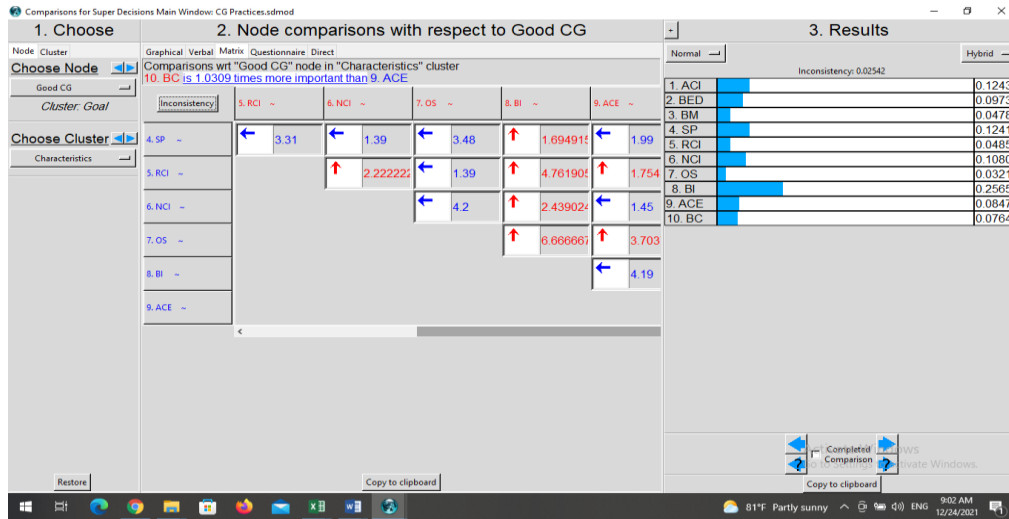 Comparisons for Super Decisions Main Window: CG Practices.sdmod
1. Choose
2. Node comparisons with respect to Good CG
+
3. Results
Node Cluster
Graphical Verbal Matrix Questionnaire Direct
Normal
Hybrid
Choose Node
Comparisons wrt "Good CG" node in "Characteristics" cluster
10. BC is 1.0309 times more important than 9. ACE
Inconsistency: 0.02542
Good CG
Cluster: Goal
Choose Cluster
Characteristics
Inconsistency 5. RCI ~ 6. NCI ~ 7. OS ~ 8. BI ~ 9. ACE ~
4. SP ~ 3.31 1.39 3.48 1.694915 1.99
5. RCI ~ 2.222222 1.39 4.761905 1.754
6. NCI ~ 4.2 2.439024 1.45
7. OS ~ 6.666667 3.703
8. BI ~ 4.19
9. ACE ~
1. ACI 0.1243
2. BED 0.0973
3. BM 0.0478
4. SP 0.1241
5. RCI 0.0485
6. NCI 0.1080
7. OS 0.0321
8. BI 0.2565
9. ACE 0.0847
10. BC 0.0764
Completed
Comparison
Restore
Copy to clipboard
Copy to clipboard
81°F Partly sunny ENG 9:02 AM
12/24/2021